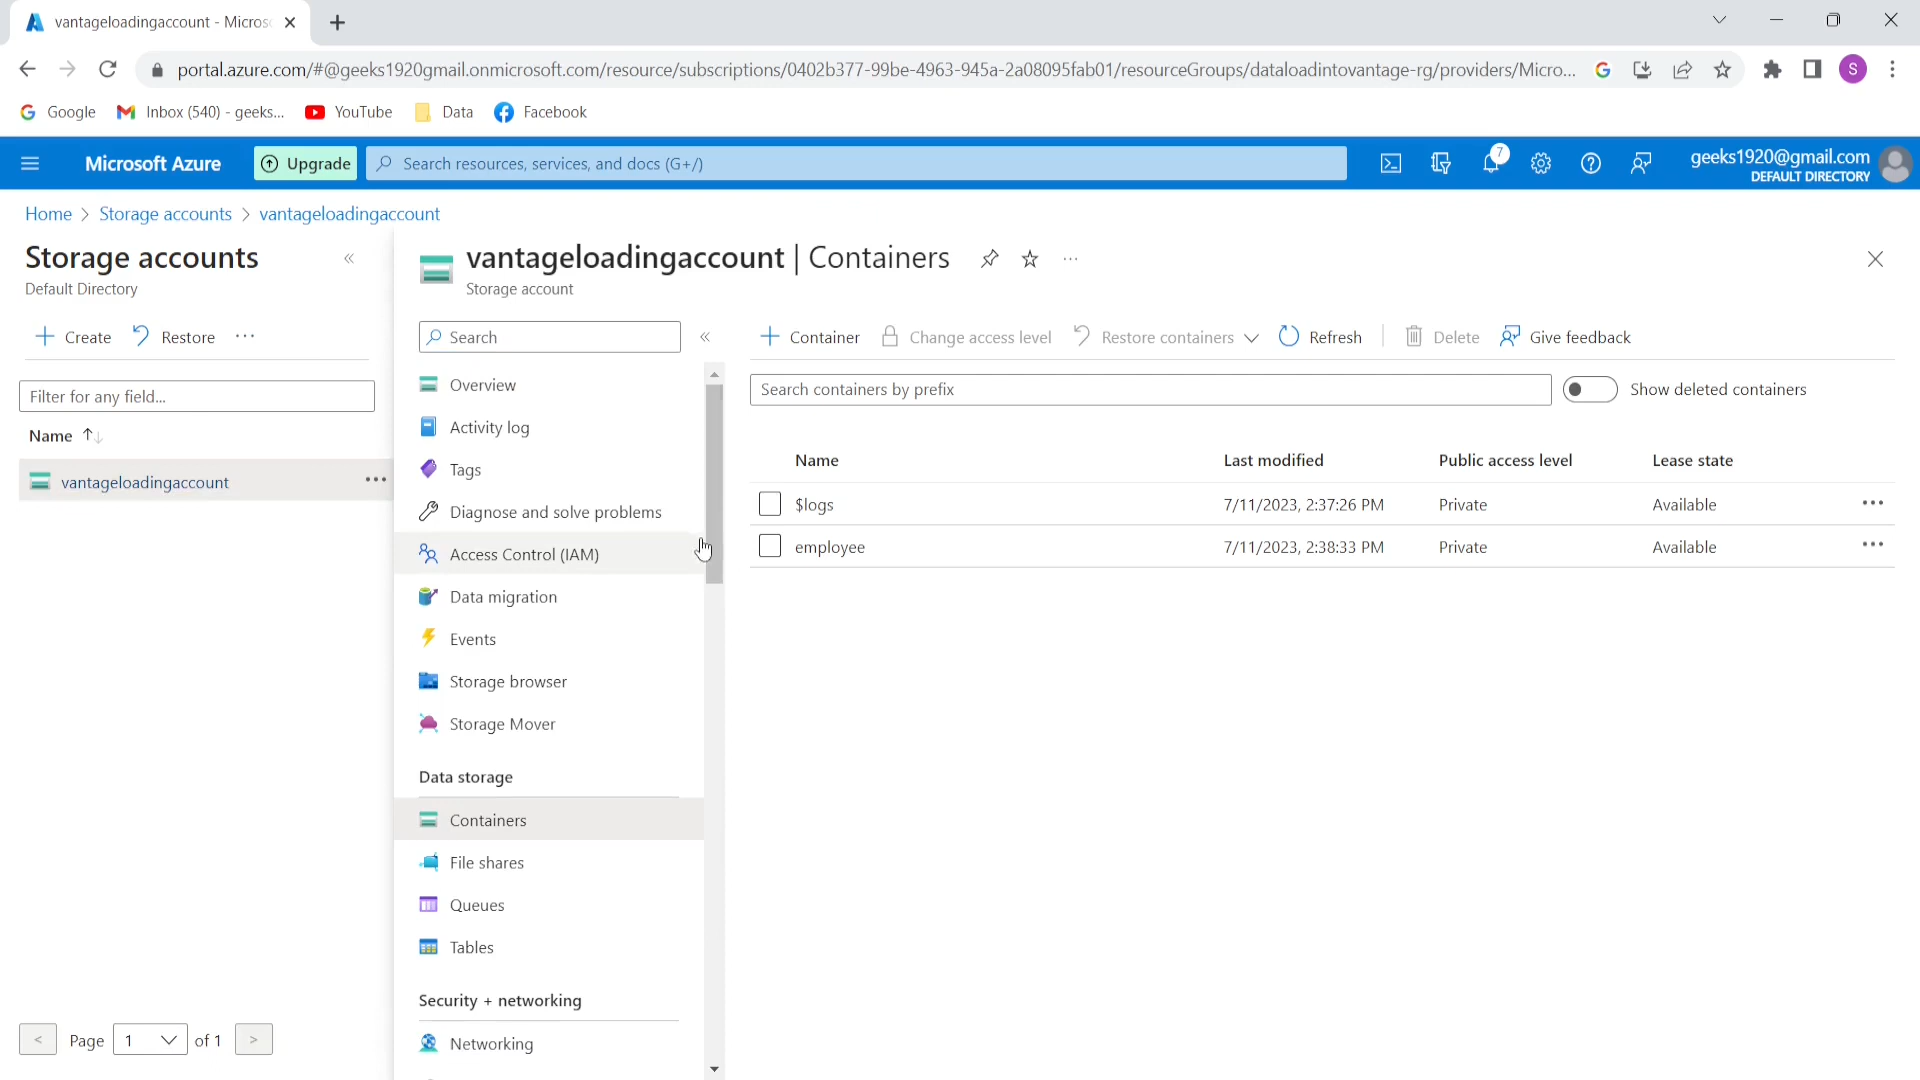 vantageloadingaccount - Micros
portal.azure.com/#@geeks1920gmail.onmicrosoft.com/resource/subscriptions/0402b377-99be-4963-945a-2a08095fab01/resourceGroups/dataloadintovantage-rg/providers/Micro...
S
Google Inbox (540) - geeks... YouTube Data Facebook
Microsoft Azure Upgrade Search resources, services, and docs (G+/) 7 geeks1920@gmail.com
DEFAULT DIRECTORY
Home > Storage accounts > vantageloadingaccount
Storage accounts
Default Directory
+ Create Restore ...
Filter for any field...
Name
vantageloadingaccount ...
< Page 1 of 1 >
vantageloadingaccount | Containers ...
Storage account
Search
Overview
Activity log
Tags
Diagnose and solve problems
Access Control (IAM)
Data migration
Events
Storage browser
Storage Mover
Data storage
Containers
File shares
Queues
Tables
Security + networking
Networking
+ Container Change access level Restore containers Refresh Delete Give feedback
Search containers by prefix Show deleted containers
Name Last modified Public access level Lease state
$logs 7/11/2023, 2:37:26 PM Private Available ...
employee 7/11/2023, 2:38:33 PM Private Available ...